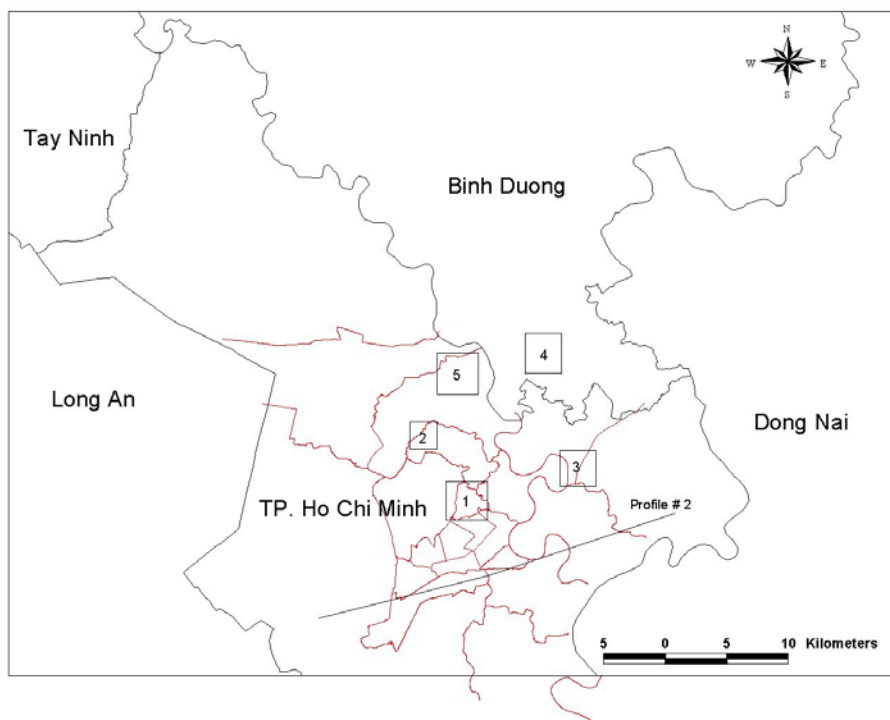 N
W E
S
Tay Ninh
Binh Duong
4
5
Long An
Dong Nai
2
3
1
TP. Ho Chi Minh
Profile # 2
5 0 5 10 Kilometers